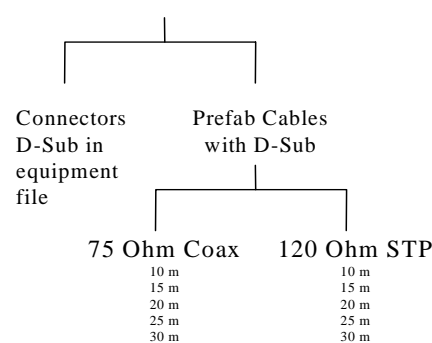 Connectors
D-Sub in
equipment
file
Prefab Cables
with D-Sub
75 Ohm Coax
10 m
15 m
20 m
25 m
30 m
120 Ohm STP
10 m
15 m
20 m
25 m
30 m